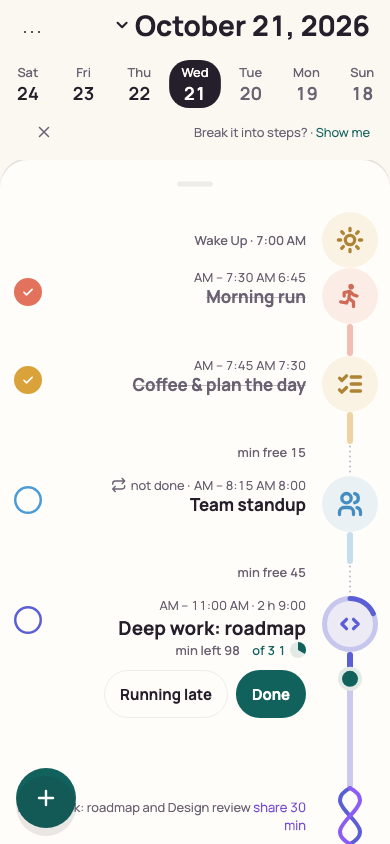 ...
October 21, 2026
Sat Fri Thu Wed Tue Mon Sun
24 23 22 21 20 19 18
Break it into steps? · Show me
Wake Up · 7:00 AM
AM – 7:30 AM 6:45
Morning run
AM – 7:45 AM 7:30
Coffee & plan the day
min free 15
not done · AM – 8:15 AM 8:00
Team standup
min free 45
AM – 11:00 AM · 2 h 9:00
Deep work: roadmap
min left 98 of 3 1
Running late Done
roadmap and Design review share 30
min